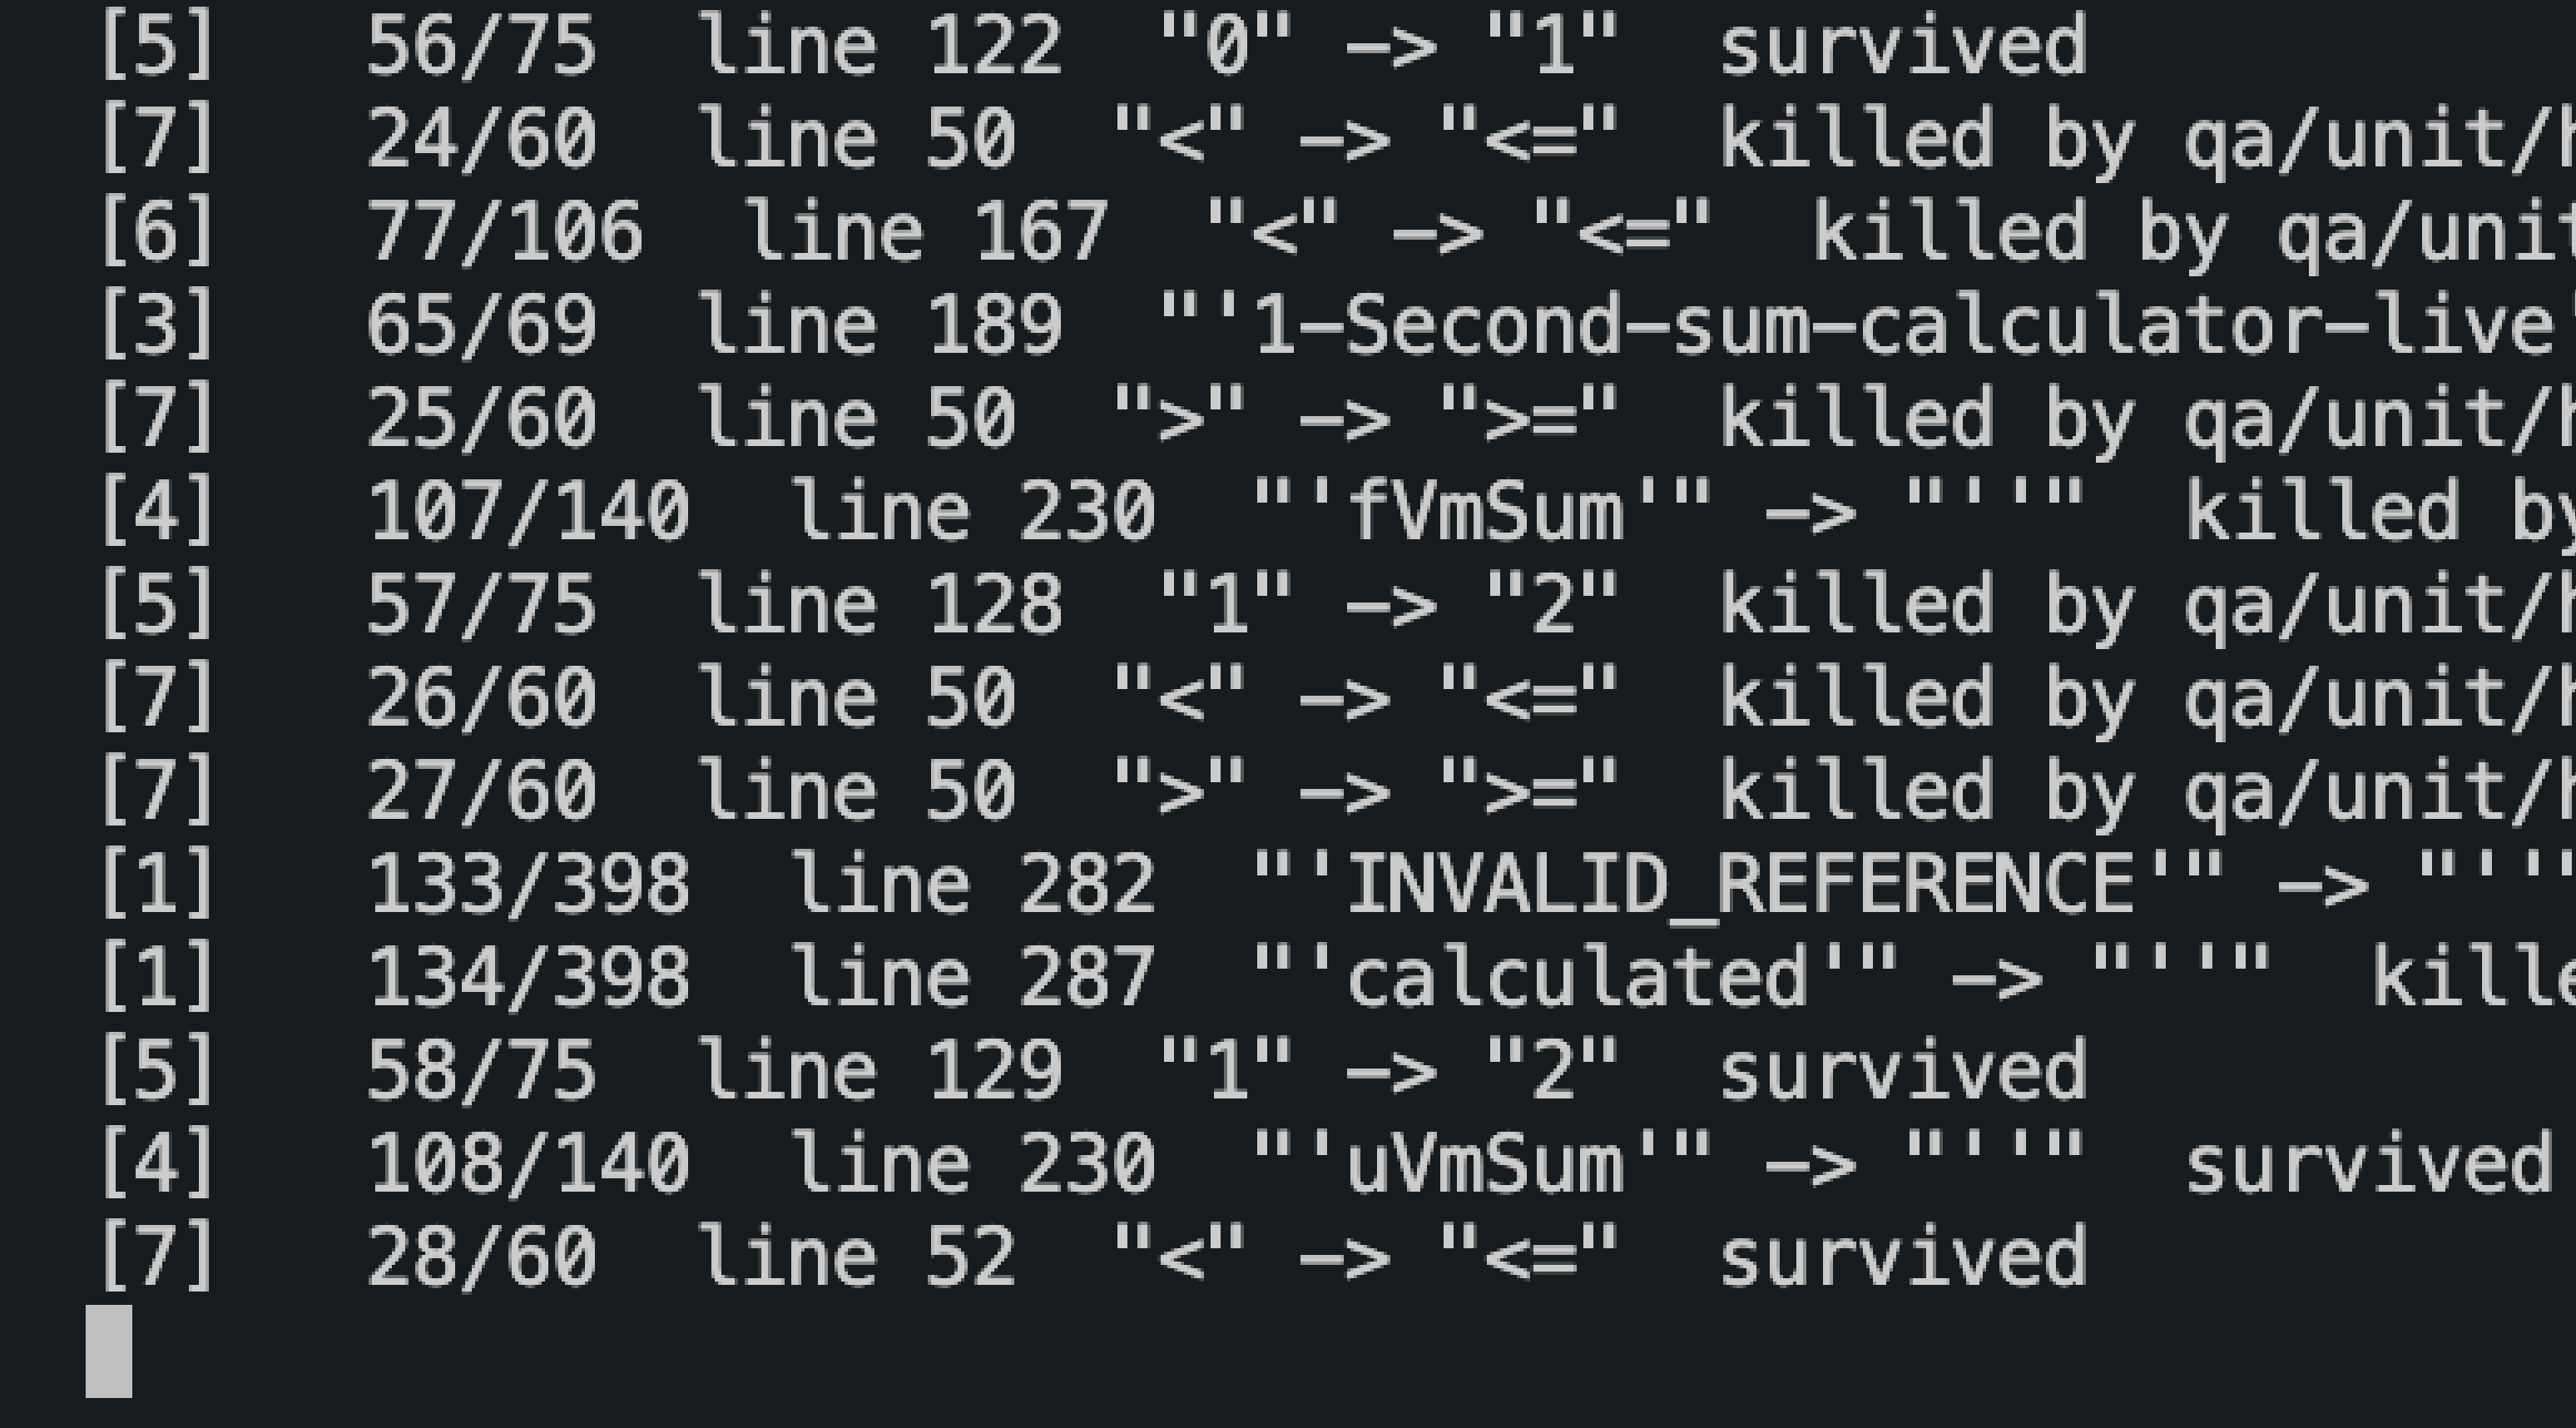 [5]   56/75  line 122  "0" —> "1"  survived
[7]   24/60  line 50  "<" —> "<="  killed by qa/unit/h
[6]   77/106  line 167  "<" —> "<="  killed by qa/unit
[3]   65/69  line 189  "'1-Second-sum-calculator-live'
[7]   25/60  line 50  ">" —> ">="  killed by qa/unit/h
[4]   107/140  line 230  "'fVmSum'" —> "''"  killed by
[5]   57/75  line 128  "1" —> "2"  killed by qa/unit/h
[7]   26/60  line 50  "<" —> "<="  killed by qa/unit/h
[7]   27/60  line 50  ">" —> ">="  killed by qa/unit/h
[1]   133/398  line 282  "'INVALID_REFERENCE'" —> "''"
[1]   134/398  line 287  "'calculated'" —> "''"  kille
[5]   58/75  line 129  "1" —> "2"  survived
[4]   108/140  line 230  "'uVmSum'" —> "''"  survived
[7]   28/60  line 52  "<" —> "<="  survived